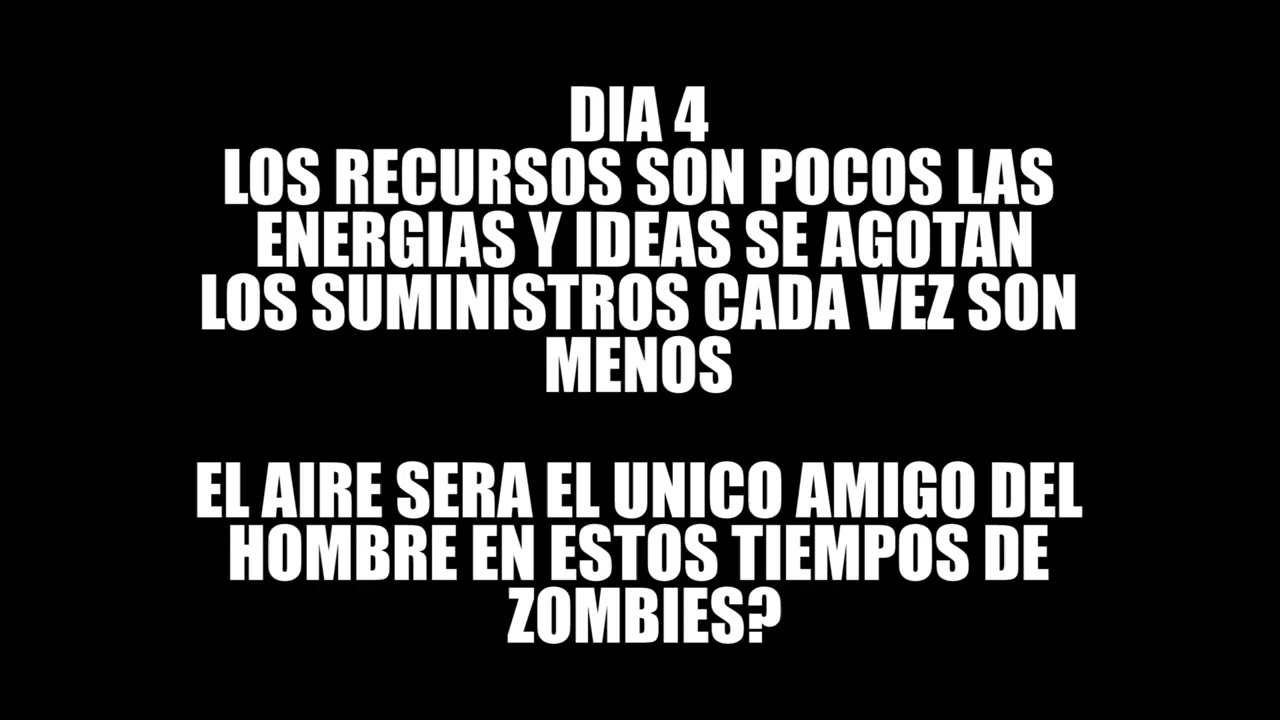 DIA 4
LOS RECURSOS SON POCOS LAS
ENERGIAS Y IDEAS SE AGOTAN
LOS SUMINISTROS CADA VEZ SON
MENOS
EL AIRE SERA EL UNICO AMIGO DEL
HOMBRE EN ESTOS TIEMPOS DE
ZOMBIES?